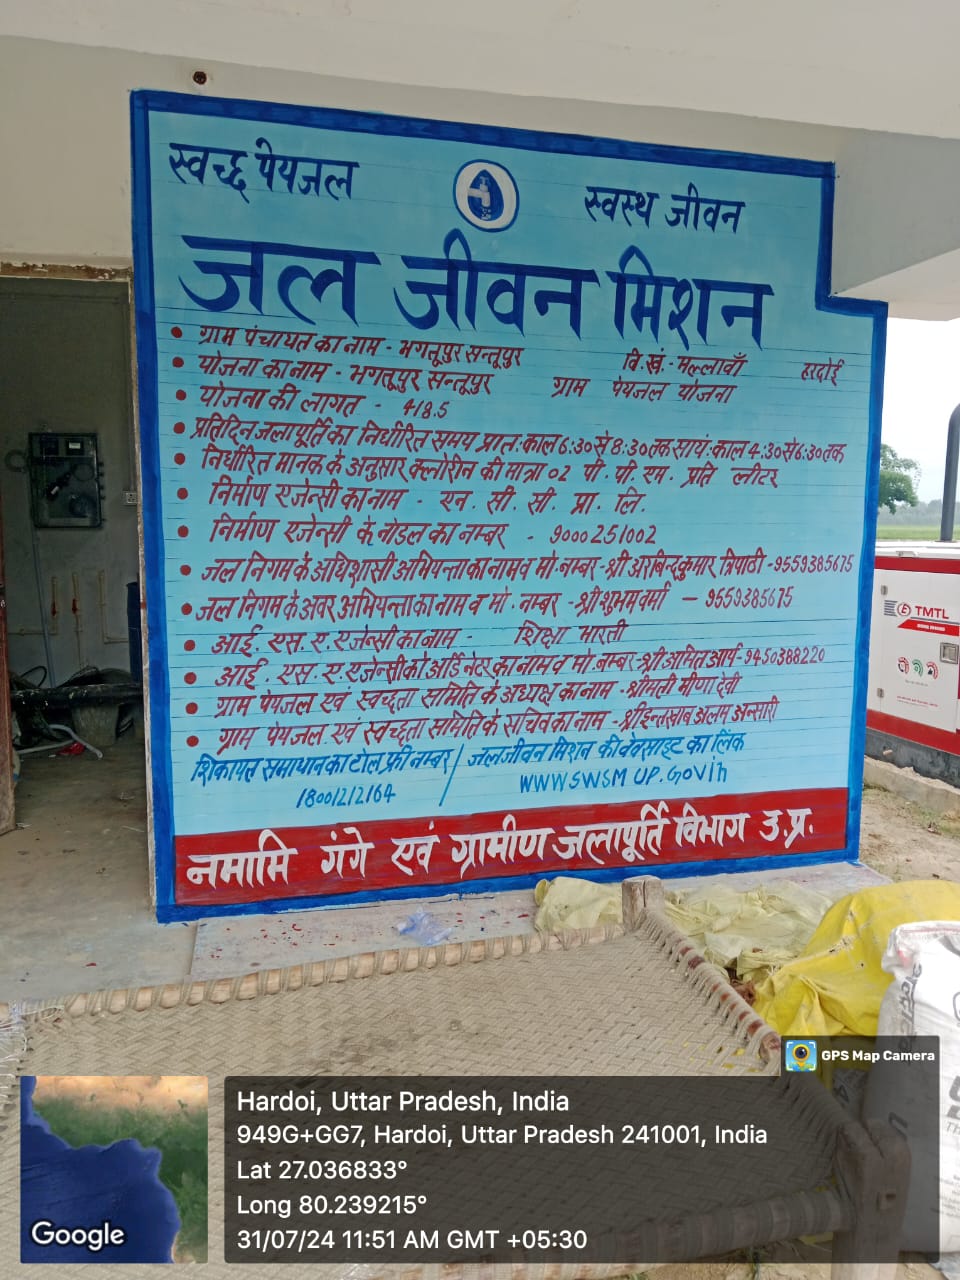 स्वच्छ पेयजल
स्वस्थ जीवन
जल जीवन मिशन
• ग्राम पंचायत का नाम - भगतूपुर सन्तूपुर वि.खं.- मल्लावाँ हरदोई
• योजना का नाम - भगतूपुर सन्तूपुर ग्राम पेयजल योजना
• योजना की लागत - 418.5
• प्रतिदिन जलापूर्ति का निर्धारित समय प्रात:काल 6:30 से 8:30 तक सायं:काल 4:30 से 6:30 तक
• निर्धारित मानक के अनुसार क्लोरीन की मात्रा 02 पी. पी. एम. प्रति लीटर
• निर्माण एजेन्सी का नाम - एन. सी. सी. प्रा. लि.
• निर्माण एजेन्सी के नोडल का नम्बर - 9000251002
• जल निगम के अधिशासी अभियन्ता का नाम व मो. नम्बर - श्री अरबिन्द कुमार त्रिपाठी - 9559385675
• जल निगम के अवर अभियन्ता का नाम व मो. नम्बर - श्री शुभम वर्मा - 9559385675
• आई. एस. ए. एजेन्सी का नाम - शिक्षा भारती
• आई. एस. ए. एजेन्सी कोआर्डिनेटर का नाम व मो. नम्बर - श्री अमित आर्य - 9450388220
• ग्राम पेयजल एवं स्वच्छता समिति के अध्यक्ष का नाम - श्रीमती मीणा देवी
• ग्राम पेयजल एवं स्वच्छता समिति के सचिव का नाम - श्री इन्तखाब अलम अन्सारी
शिकायत समाधान का टोल फ्री नम्बर / जल जीवन मिशन की वेबसाइट का लिंक
18001212164 WWW SWSM UP.GOV in
नमामि गंगे एवं ग्रामीण जलापूर्ति विभाग उ.प्र.
TMTL
GPS Map Camera
Hardoi, Uttar Pradesh, India
949G+GG7, Hardoi, Uttar Pradesh 241001, India
Lat 27.036833°
Long 80.239215°
31/07/24 11:51 AM GMT +05:30
Google